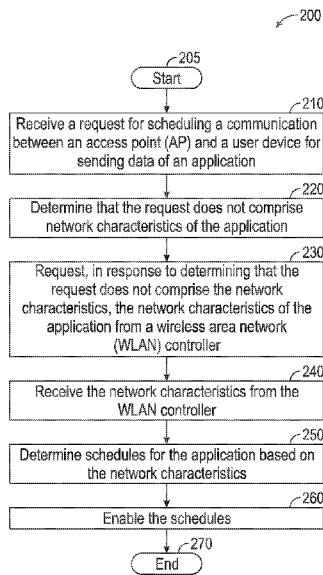 200
205
Start
210
Receive a request for scheduling a communication
between an access point (AP) and a user device for
sending data of an application
220
Determine that the request does not comprise
network characteristics of the application
230
Request, in response to determining that the
request does not comprise the network
characteristics, the network characteristics of the
application from a wireless area network
(WLAN) controller
240
Receive the network characteristics from the
WLAN controller
250
Determine schedules for the application based on
the network characteristics
260
Enable the schedules
270
End